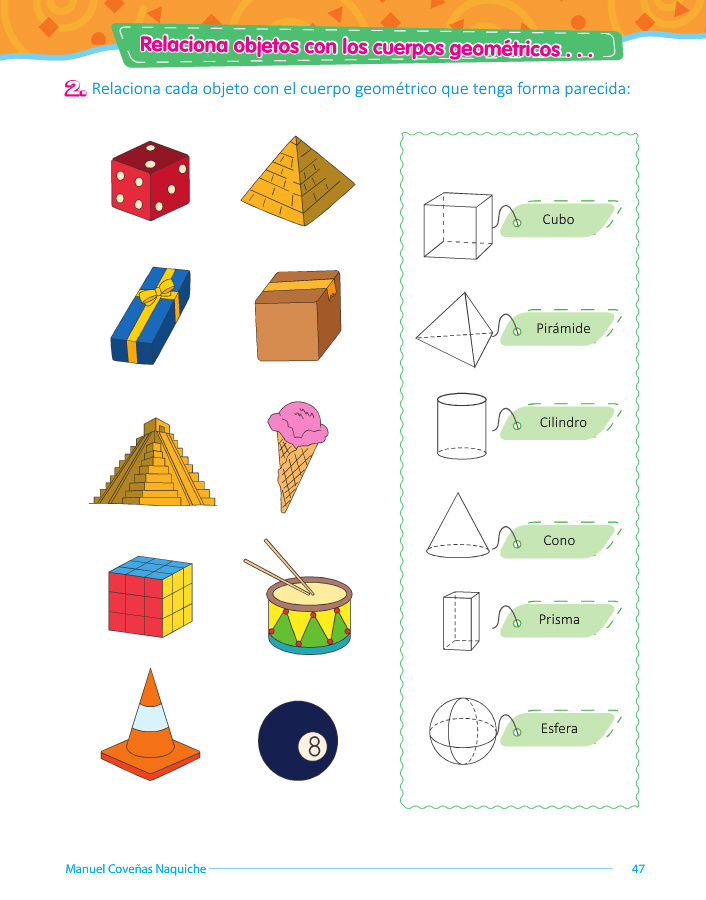 Relaciona objetos con los cuerpos geométricos . . .
2. Relaciona cada objeto con el cuerpo geométrico que tenga forma parecida:
Cubo
Pirámide
Cilindro
Cono
Prisma
8
Esfera
Manuel Coveñas Naquiche 47